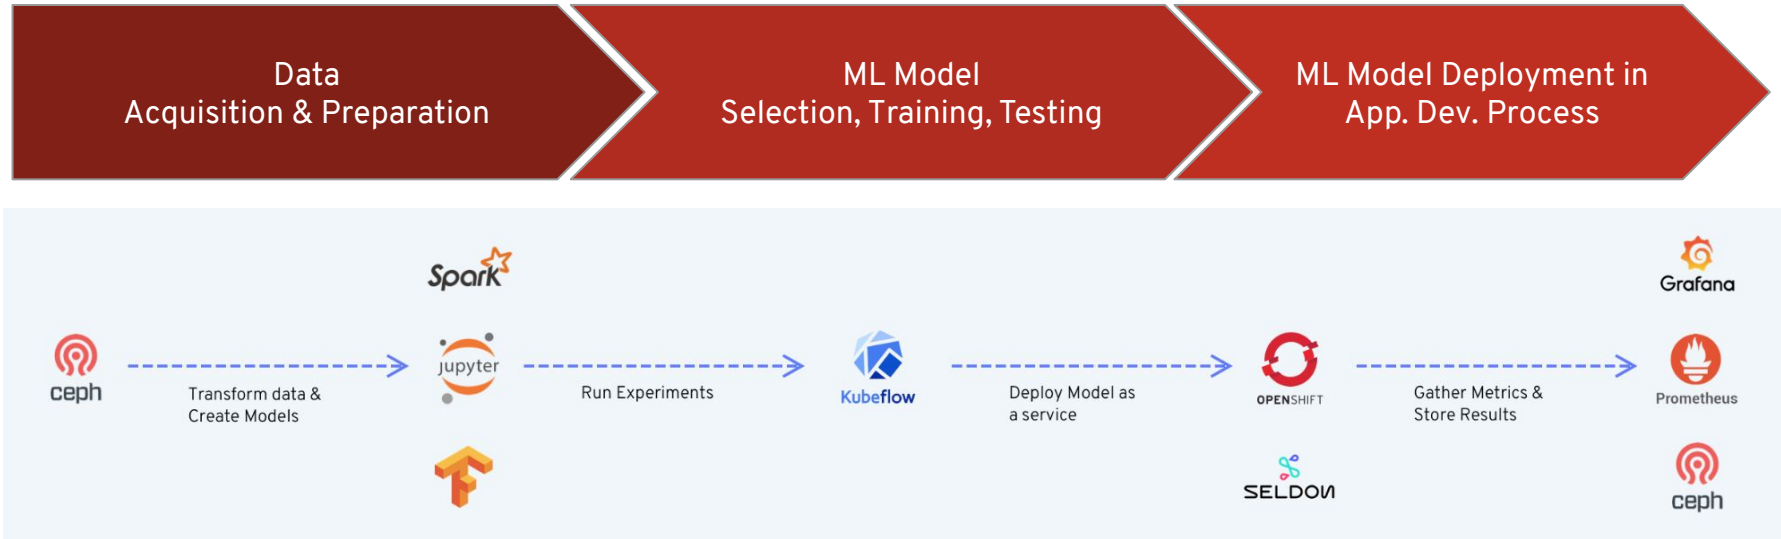 Data
Acquisition & Preparation
ML Model
Selection, Training, Testing
ML Model Deployment in
App. Dev. Process
Spark
Grafana
ceph
Transform data &
Create Models
jupyter
Run Experiments
Kubeflow
Deploy Model as
a service
OPENSHIFT
Gather Metrics &
Store Results
Prometheus
SELDON
ceph